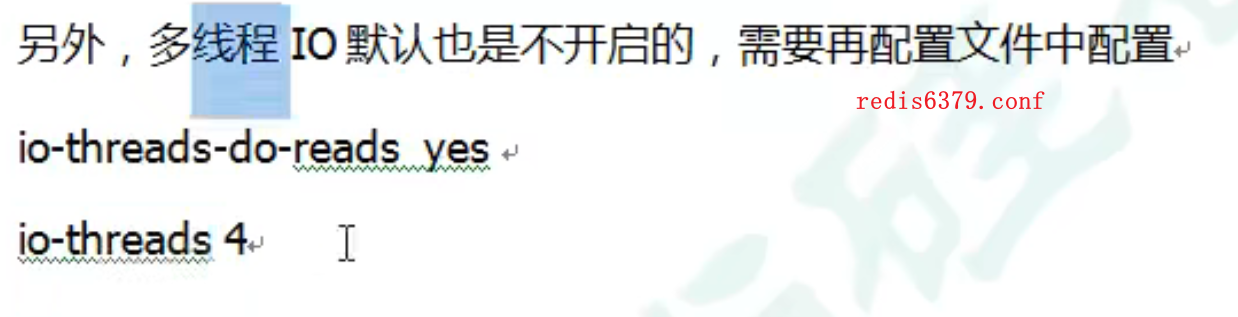 另外，多线程 IO 默认也是不开启的，需要再配置文件中配置
redis6379.conf
io-threads-do-reads  yes
io-threads 4